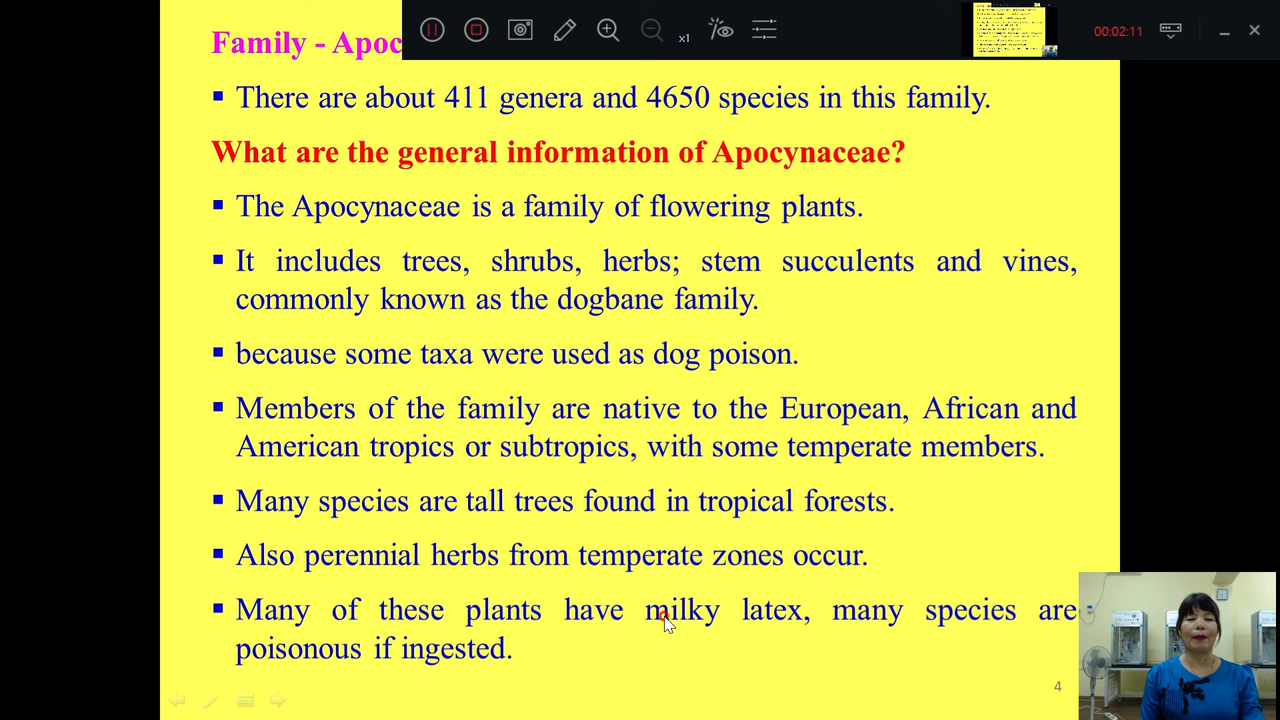 Family - Apoc
x1
00:02:11
▪ There are about 411 genera and 4650 species in this family.
What are the general information of Apocynaceae?
▪ The Apocynaceae is a family of flowering plants.
▪ It includes trees, shrubs, herbs; stem succulents and vines,
commonly known as the dogbane family.
▪ because some taxa were used as dog poison.
▪ Members of the family are native to the European, African and
American tropics or subtropics, with some temperate members.
▪ Many species are tall trees found in tropical forests.
▪ Also perennial herbs from temperate zones occur.
▪ Many of these plants have milky latex, many species are
poisonous if ingested.
4